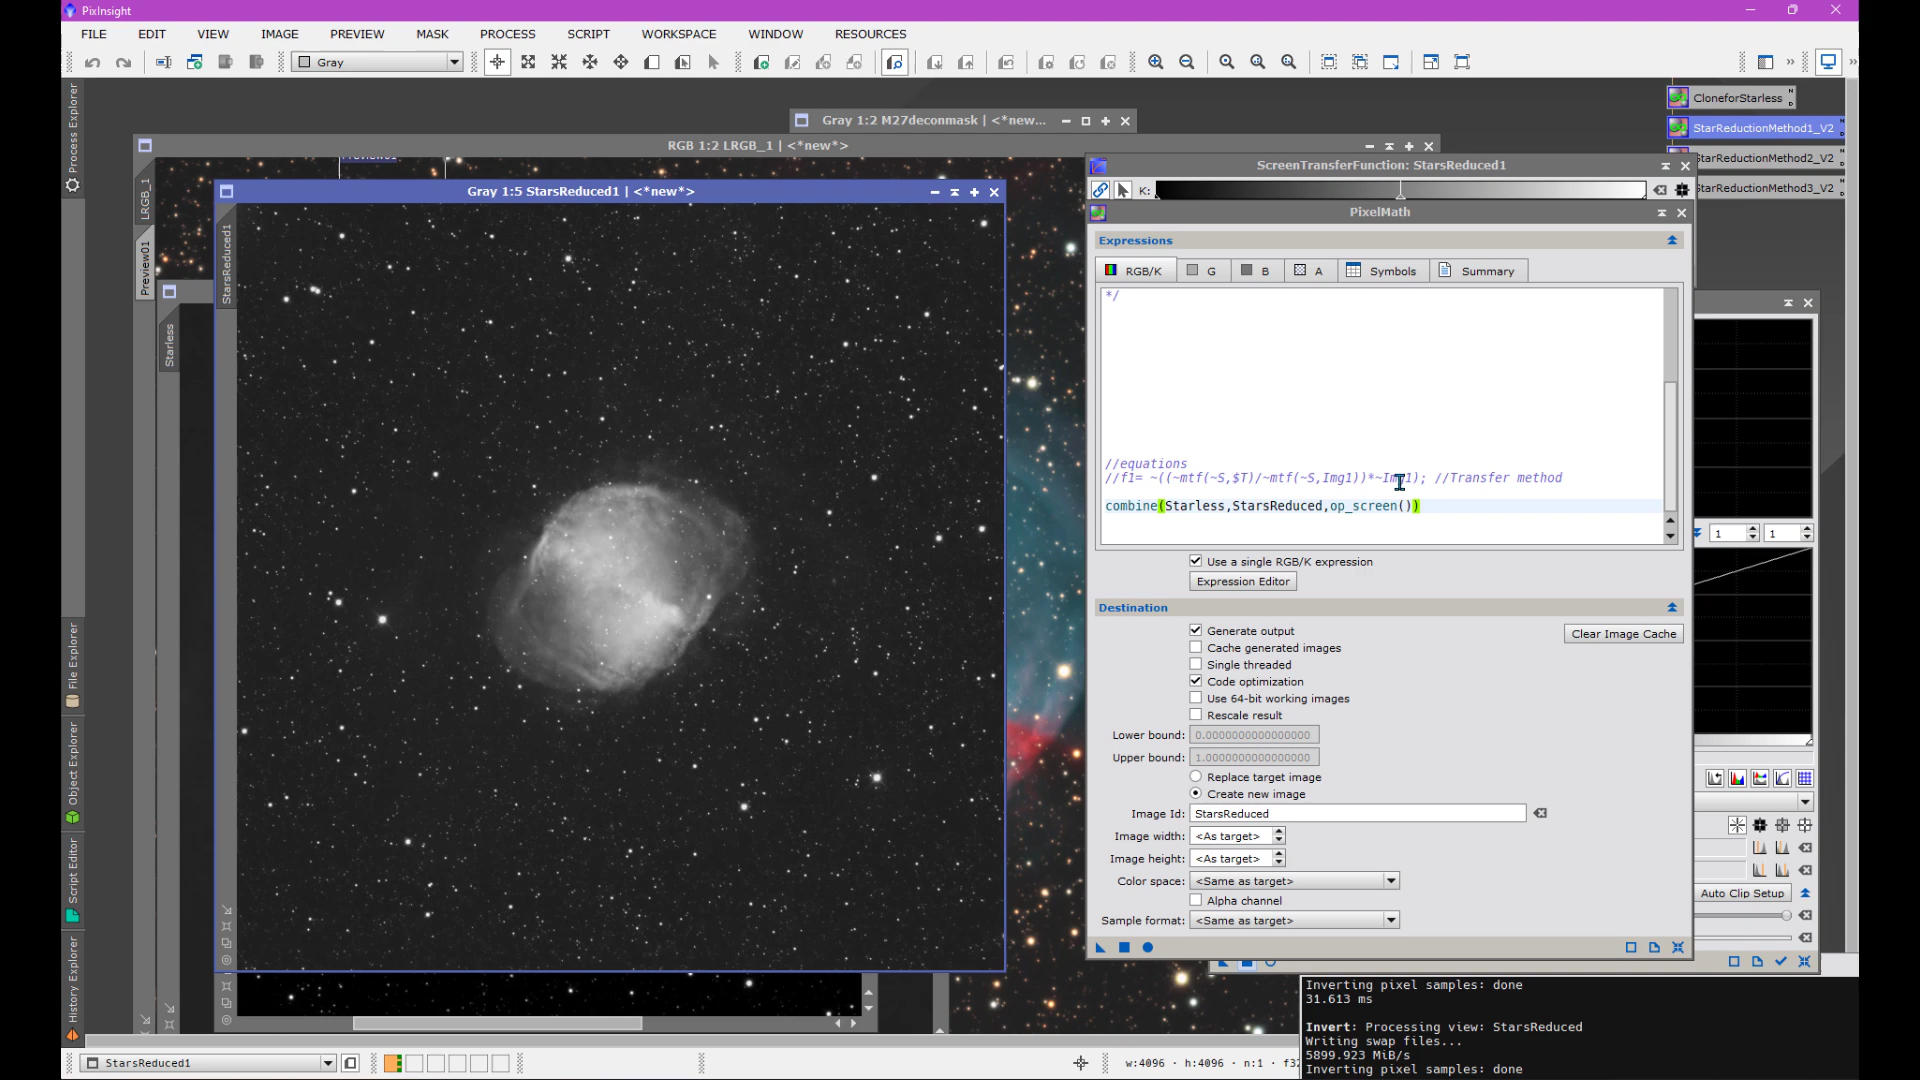 PixInsight
FILE EDIT VIEW IMAGE PREVIEW MASK PROCESS SCRIPT WORKSPACE WINDOW RESOURCES
Gray
CloneforStarless
StarReductionMethod1_V2
StarReductionMethod2_V2
StarReductionMethod3_V2
Gray 1:2 M27deconmask | <*new...
RGB 1:2 LRGB_1 | <*new*>
Gray 1:5 StarsReduced1 | <*new*>
Process Explorer
File Explorer
Object Explorer
Script Editor
History Explorer
LRGB_1
Preview01
Preview01
Starless
StarsReduced1
ScreenTransferFunction: StarsReduced1
K:
PixelMath
Expressions
RGB/K G B A Symbols Summary
*/
//equations
//f1= ~((~mtf(~S,$T)/~mtf(~S,Img1))*~Img1); //Transfer method
combine(Starless,StarsReduced,op_screen())
Use a single RGB/K expression
Expression Editor
Destination
Generate output
Clear Image Cache
Cache generated images
Single threaded
Code optimization
Use 64-bit working images
Rescale result
Lower bound: 0.0000000000000000
Upper bound: 1.0000000000000000
Replace target image
Create new image
Image Id: StarsReduced
Image width: <As target>
Image height: <As target>
Color space: <Same as target>
Alpha channel
Sample format: <Same as target>
1 1
Auto Clip Setup
Inverting pixel samples: done
31.613 ms
Invert: Processing view: StarsReduced
Writing swap files...
5899.923 MiB/s
Inverting pixel samples: done
StarsReduced1
w:4096 · h:4096 · n:1 · f32